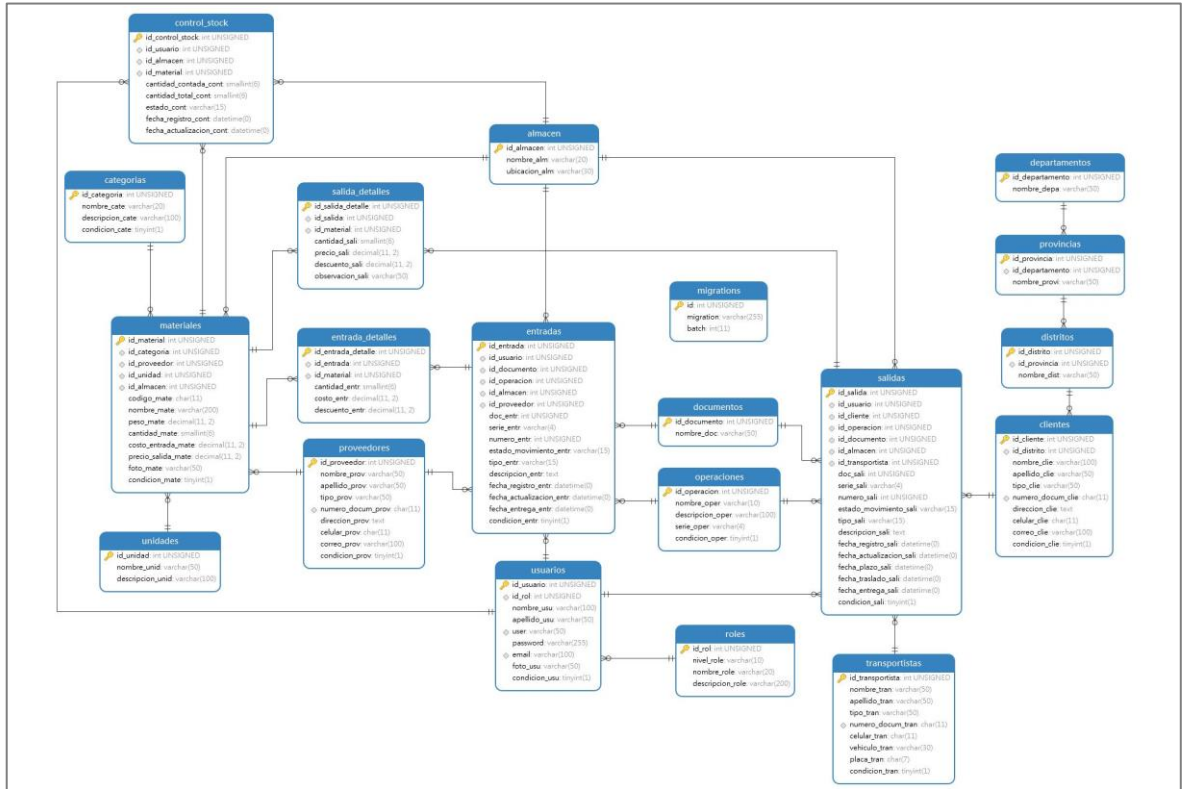 control_stock
id_control_stock: int UNSIGNED
id_usuario: int UNSIGNED
id_almacen: int UNSIGNED
id_material: int UNSIGNED
cantidad_contada_cont: smallint(6)
cantidad_total_cont: smallint(6)
estado_cont: varchar(15)
fecha_registro_cont: datetime(0)
fecha_actualizacion_cont: datetime(0)
almacen
id_almacen: int UNSIGNED
nombre_alm: varchar(20)
ubicacion_alm: varchar(30)
categorias
id_categoria: int UNSIGNED
nombre_cate: varchar(20)
descripcion_cate: varchar(100)
condicion_cate: tinyint(1)
salida_detalles
id_salida_detalle: int UNSIGNED
id_salida: int UNSIGNED
id_material: int UNSIGNED
cantidad_sali: smallint(6)
precio_sali: decimal(11, 2)
descuento_sali: decimal(11, 2)
observacion_sali: varchar(50)
departamentos
id_departamento: int UNSIGNED
nombre_depa: varchar(50)
provincias
id_provincia: int UNSIGNED
id_departamento: int UNSIGNED
nombre_provi: varchar(50)
migrations
id: int UNSIGNED
migration: varchar(255)
batch: int(11)
materiales
id_material: int UNSIGNED
id_categoria: int UNSIGNED
id_proveedor: int UNSIGNED
id_unidad: int UNSIGNED
id_almacen: int UNSIGNED
codigo_mate: char(11)
nombre_mate: varchar(200)
peso_mate: decimal(11, 2)
cantidad_mate: smallint(6)
costo_entrada_mate: decimal(11, 2)
precio_salida_mate: decimal(11, 2)
foto_mate: varchar(50)
condicion_mate: tinyint(1)
entrada_detalles
id_entrada_detalle: int UNSIGNED
id_entrada: int UNSIGNED
id_material: int UNSIGNED
cantidad_entr: smallint(6)
costo_entr: decimal(11, 2)
descuento_entr: decimal(11, 2)
entradas
id_entrada: int UNSIGNED
id_usuario: int UNSIGNED
id_documento: int UNSIGNED
id_operacion: int UNSIGNED
id_almacen: int UNSIGNED
id_proveedor: int UNSIGNED
doc_entr: int UNSIGNED
serie_entr: varchar(4)
numero_entr: int UNSIGNED
estado_movimiento_entr: varchar(15)
tipo_entr: varchar(15)
descripcion_entr: text
fecha_registro_entr: datetime(0)
fecha_actualizacion_entr: datetime(0)
fecha_entrega_entr: datetime(0)
condicion_entr: tinyint(1)
distritos
id_distrito: int UNSIGNED
id_provincia: int UNSIGNED
nombre_dist: varchar(50)
salidas
id_salida: int UNSIGNED
id_usuario: int UNSIGNED
id_cliente: int UNSIGNED
id_operacion: int UNSIGNED
id_documento: int UNSIGNED
id_almacen: int UNSIGNED
id_transportista: int UNSIGNED
doc_sali: int UNSIGNED
serie_sali: varchar(4)
numero_sali: int UNSIGNED
estado_movimiento_sali: varchar(15)
tipo_sali: varchar(15)
descripcion_sali: text
fecha_registro_sali: datetime(0)
fecha_actualizacion_sali: datetime(0)
fecha_plazo_sali: datetime(0)
fecha_traslado_sali: datetime(0)
fecha_entrega_sali: datetime(0)
condicion_sali: tinyint(1)
documentos
id_documento: int UNSIGNED
nombre_doc: varchar(50)
clientes
id_cliente: int UNSIGNED
id_distrito: int UNSIGNED
nombre_clie: varchar(100)
apellido_clie: varchar(50)
tipo_clie: varchar(50)
numero_docum_clie: char(11)
direccion_clie: text
celular_clie: char(11)
correo_clie: varchar(100)
condicion_clie: tinyint(1)
proveedores
id_proveedor: int UNSIGNED
nombre_prov: varchar(50)
apellido_prov: varchar(50)
tipo_prov: varchar(50)
numero_docum_prov: char(11)
direccion_prov: text
celular_prov: char(11)
correo_prov: varchar(100)
condicion_prov: tinyint(1)
operaciones
id_operacion: int UNSIGNED
nombre_oper: varchar(10)
descripcion_oper: varchar(100)
serie_oper: varchar(4)
condicion_oper: tinyint(1)
unidades
id_unidad: int UNSIGNED
nombre_unid: varchar(50)
descripcion_unid: varchar(100)
usuarios
id_usuario: int UNSIGNED
id_rol: int UNSIGNED
nombre_usu: varchar(100)
apellido_usu: varchar(50)
user: varchar(50)
password: varchar(255)
email: varchar(100)
foto_usu: varchar(50)
condicion_usu: tinyint(1)
roles
id_rol: int UNSIGNED
nivel_role: varchar(10)
nombre_role: varchar(20)
descripcion_role: varchar(200)
transportistas
id_transportista: int UNSIGNED
nombre_tran: varchar(50)
apellido_tran: varchar(50)
tipo_tran: varchar(50)
numero_docum_tran: char(11)
celular_tran: char(11)
vehiculo_tran: varchar(30)
placa_tran: char(7)
condicion_tran: tinyint(1)